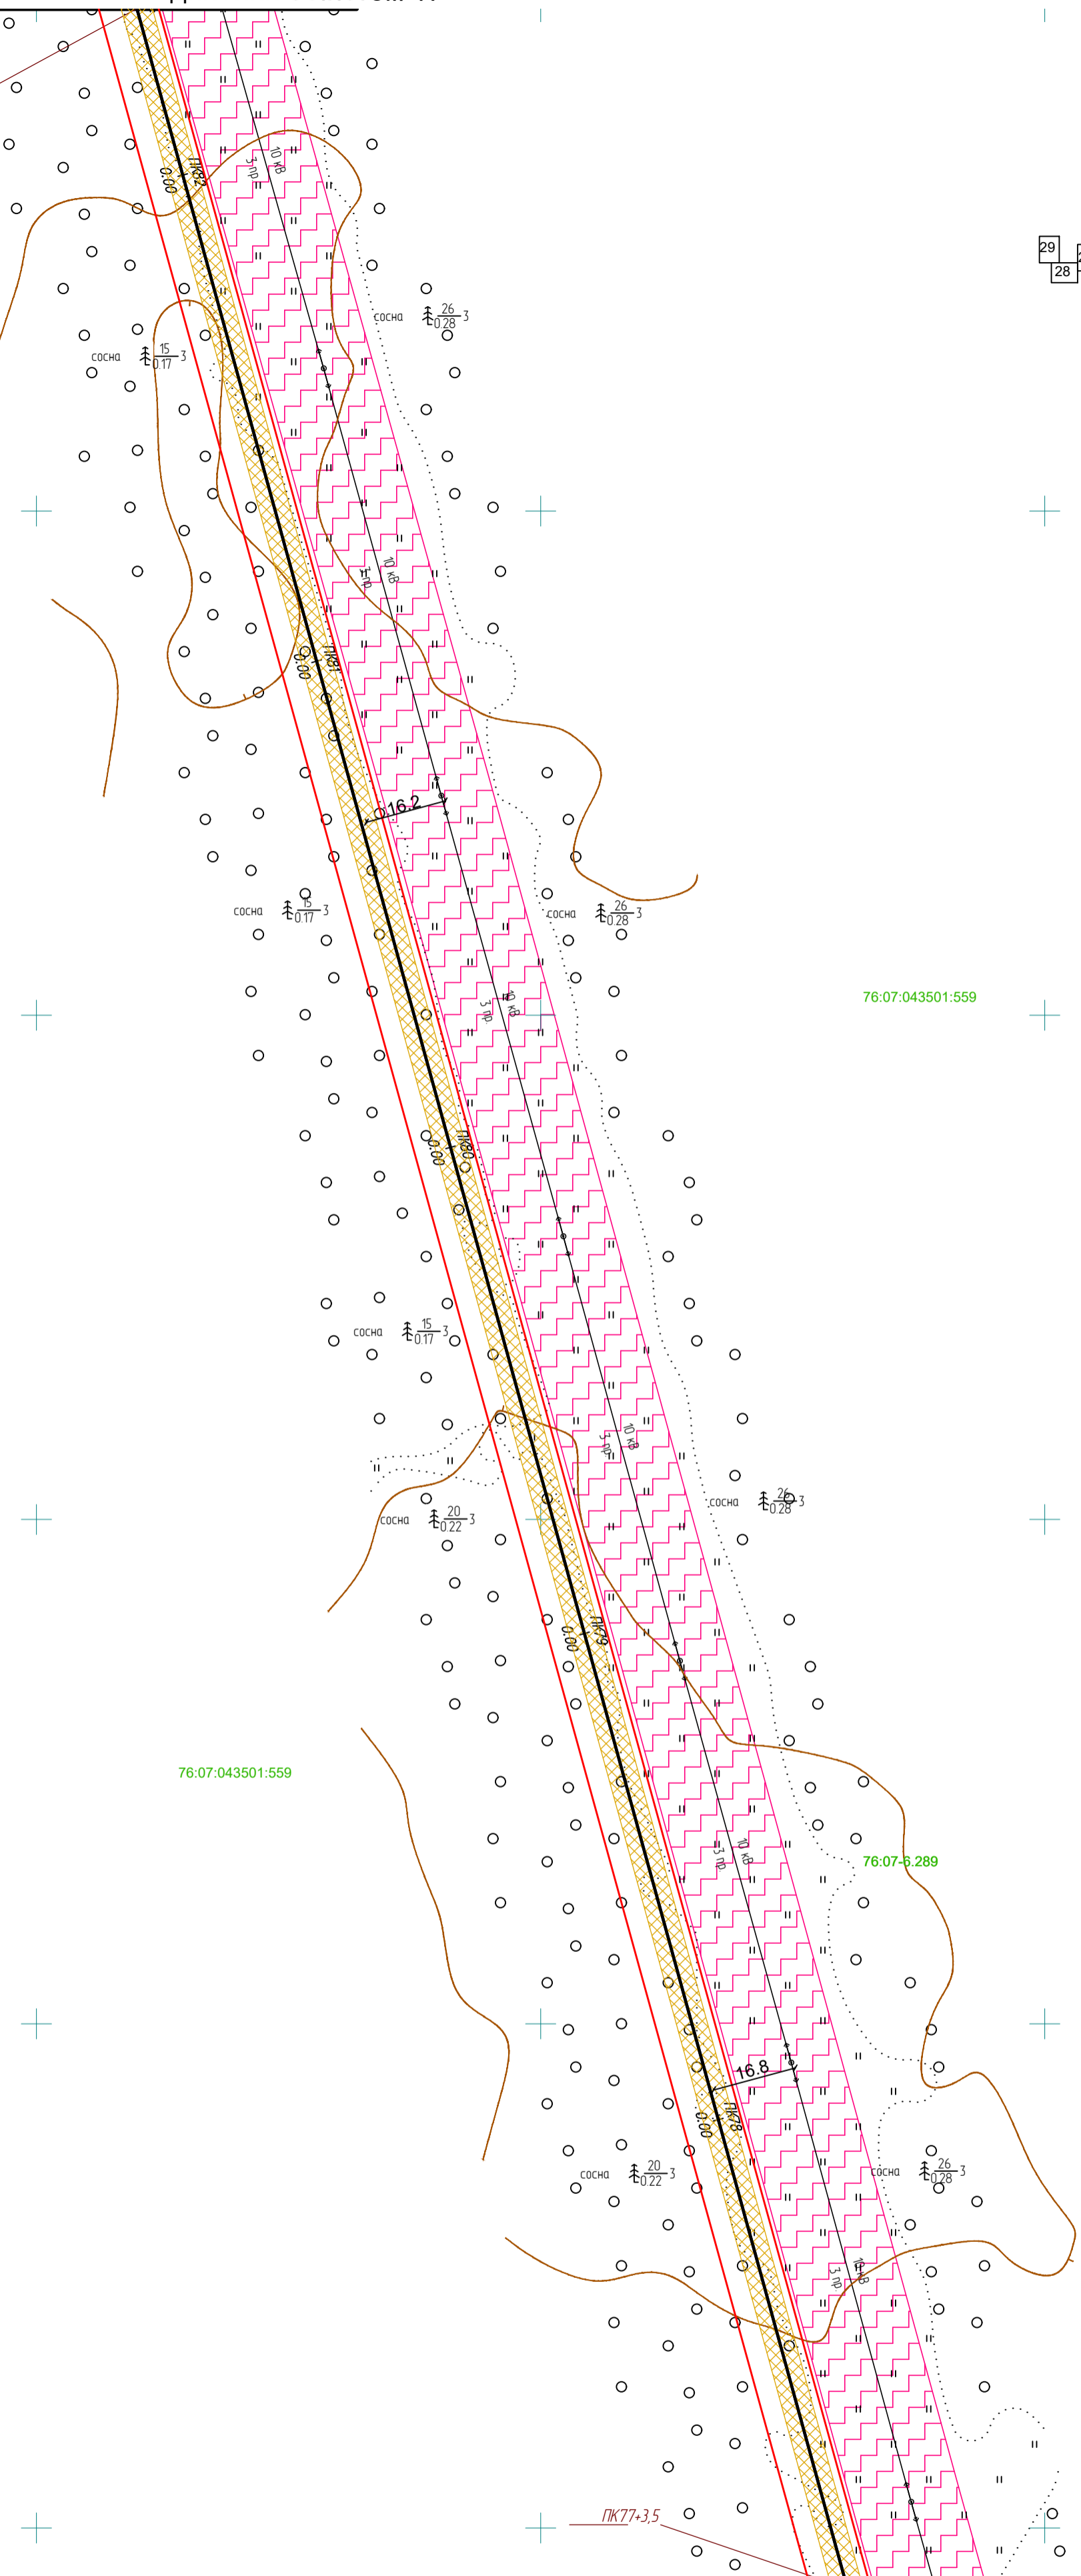 ПК82
0.00
10 кВ
3 пр.
29
28
сосна 26 0.28 3
сосна 15 0.17 3
10 кВ
3 пр.
ПК81
0.00
16.2
сосна 15 0.17 3
сосна 26 0.28 3
76:07:043501:559
10 кВ
3 пр.
ПК80
0.00
сосна 15 0.17 3
10 кВ
3 пр.
сосна 26 0.28 3
сосна 20 0.22 3
ПК79
0.00
76:07:043501:559
10 кВ
3 пр.
76:07-6.289
16.8
ПК78
0.00
сосна 20 0.22 3
сосна 26 0.28 3
10 кВ
3 пр.
ПК77+3,5